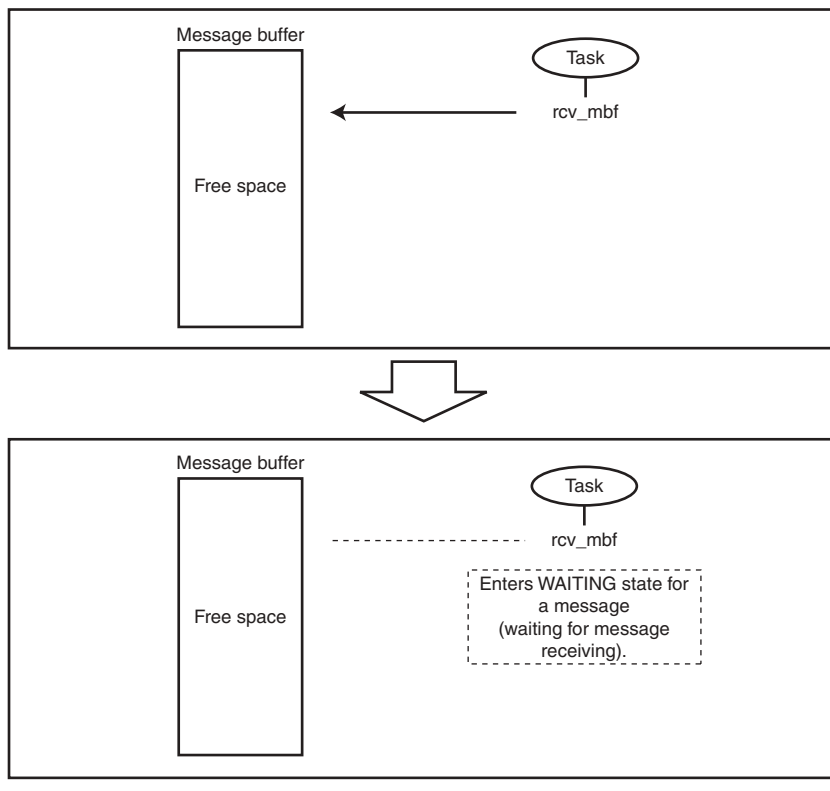 Message buffer
Task
rcv_mbf
Free space
Message buffer
Task
rcv_mbf
Enters WAITING state for
a message
(waiting for message
receiving).
Free space